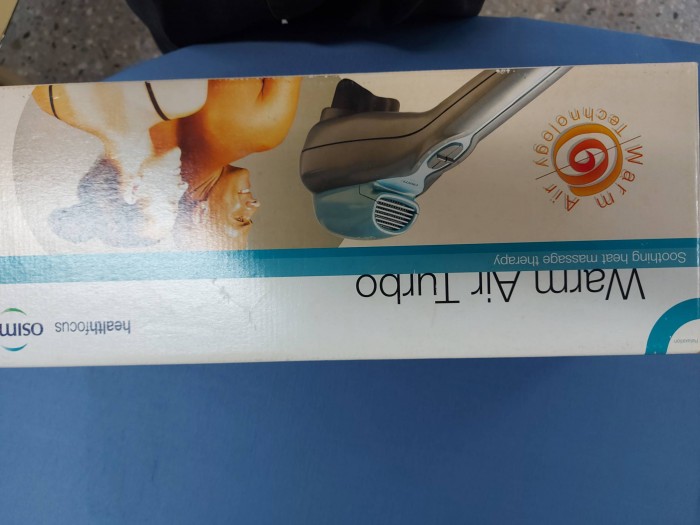 Warm Air Turbo
Soothing heat massage therapy
Warm Air
Technology
healthfocus
osim